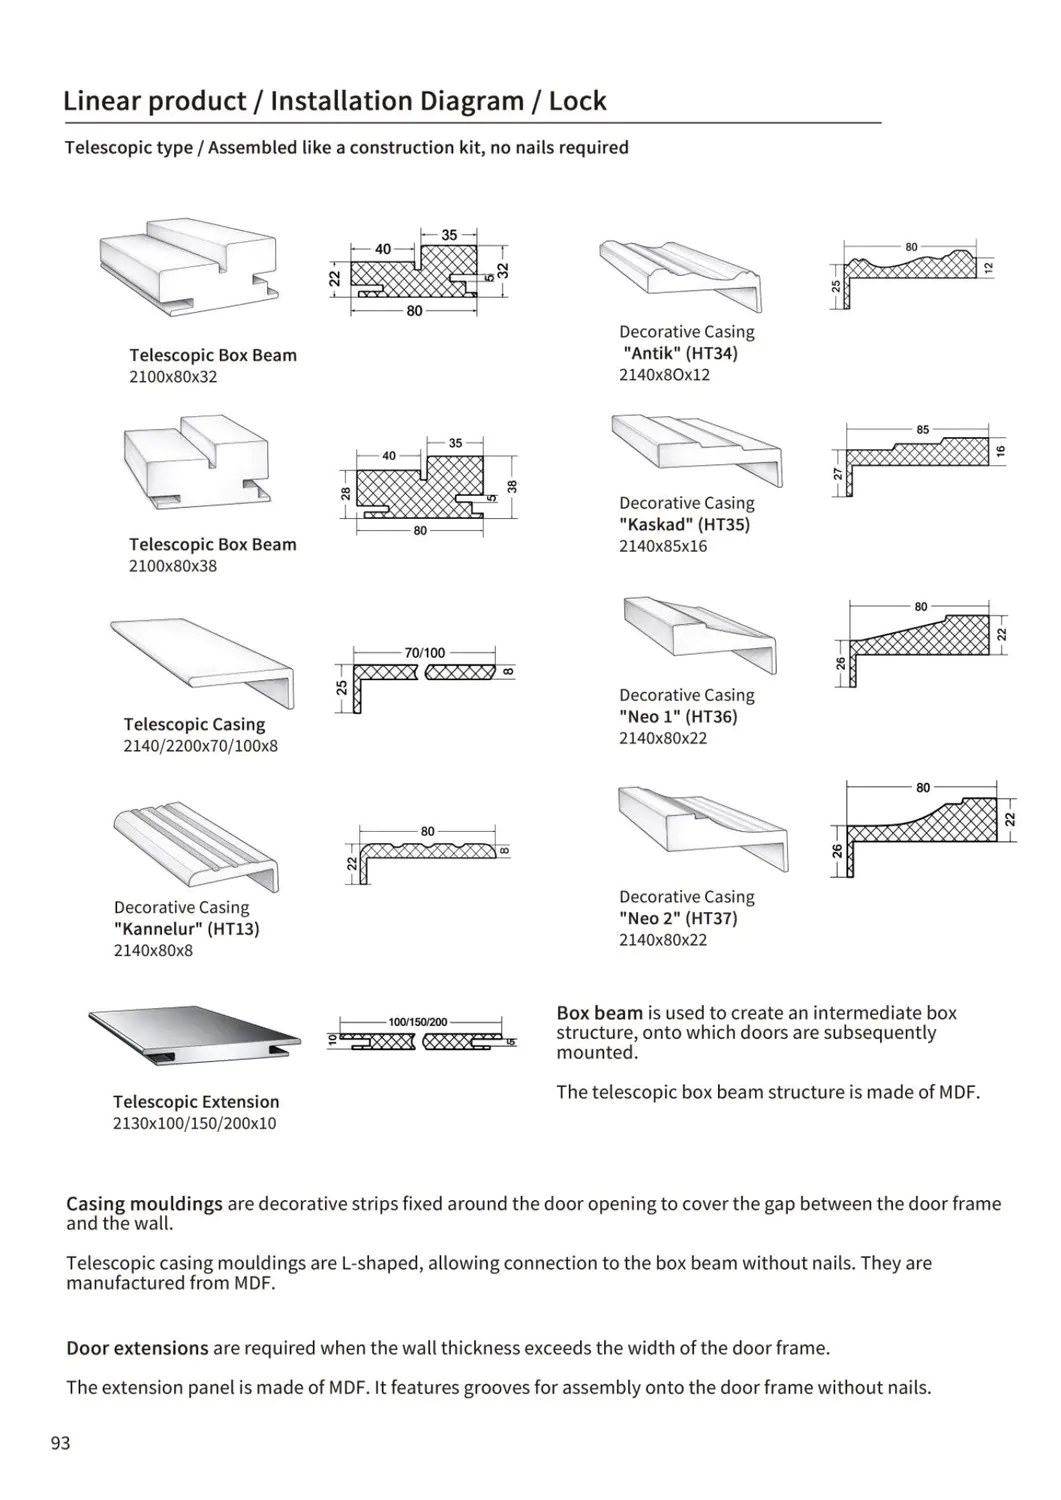 Linear product / Installation Diagram / Lock
Telescopic type / Assembled like a construction kit, no nails required
35
40
22
5
32
80
Telescopic Box Beam
2100x80x32
80
25
12
Decorative Casing
"Antik" (HT34)
2140x8Ox12
35
40
28
5
38
80
Telescopic Box Beam
2100x80x38
85
27
16
Decorative Casing
"Kaskad" (HT35)
2140x85x16
70/100
25
8
Telescopic Casing
2140/2200x70/100x8
80
26
22
Decorative Casing
"Neo 1" (HT36)
2140x80x22
80
22
8
Decorative Casing
"Kannelur" (HT13)
2140x80x8
80
26
22
Decorative Casing
"Neo 2" (HT37)
2140x80x22
100/150/200
10
5
Telescopic Extension
2130x100/150/200x10
Box beam is used to create an intermediate box
structure, onto which doors are subsequently
mounted.
The telescopic box beam structure is made of MDF.
Casing mouldings are decorative strips fixed around the door opening to cover the gap between the door frame
and the wall.
Telescopic casing mouldings are L-shaped, allowing connection to the box beam without nails. They are
manufactured from MDF.
Door extensions are required when the wall thickness exceeds the width of the door frame.
The extension panel is made of MDF. It features grooves for assembly onto the door frame without nails.
93